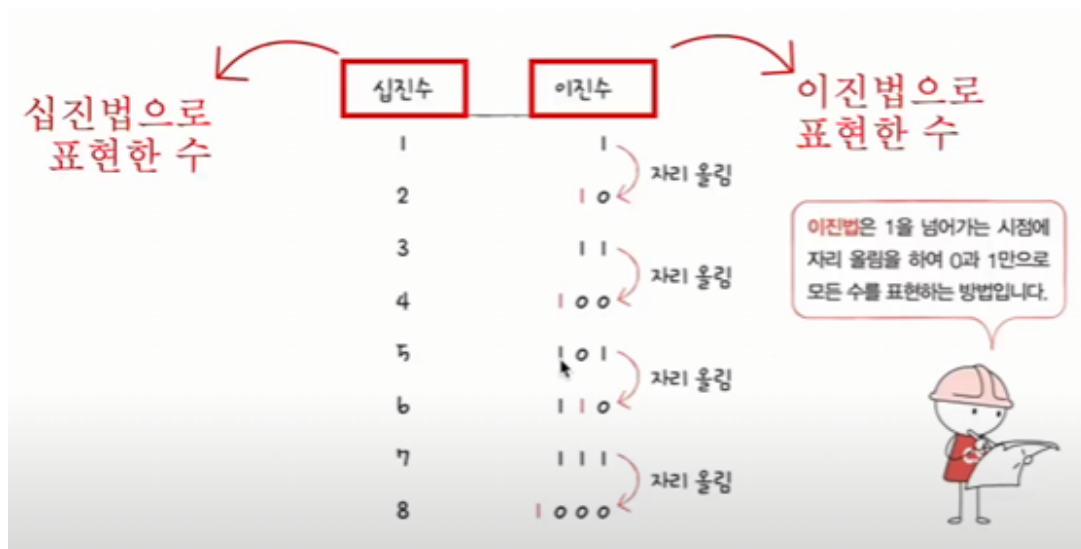 십진법으로
표현한 수
십진수 이진수
이진법으로
표현한 수
1 1
자리 올림
2 10
3 11
자리 올림
4 100
5 101
자리 올림
6 110
7 111
자리 올림
8 1000
이진법은 1을 넘어가는 시점에
자리 올림을 하여 0과 1만으로
모든 수를 표현하는 방법입니다.